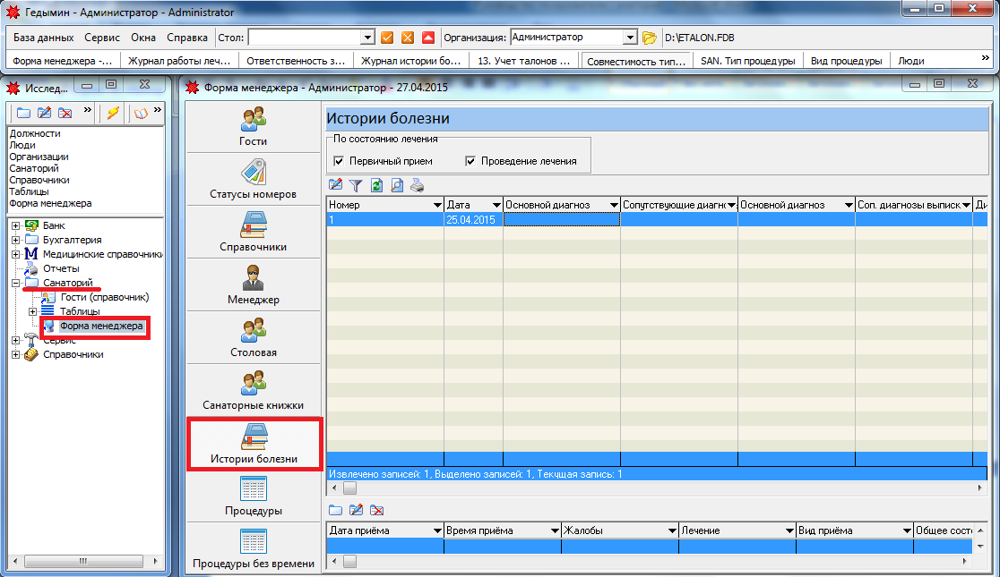 Гедымин - Администратор - Administrator
База данных Сервис Окна Справка Стол: Организация: Администратор D:\ETALON.FDB
Форма менеджера -... Журнал работы леч... Ответственность з... Журнал истории бо... 13. Учет талонов ... Совместимость тип... SAN. Тип процедуры Вид процедуры Люди »
Исслед...
» »
Должности
Люди
Организации
Санаторий
Справочники
Таблицы
Форма менеджера
Банк
Бухгалтерия
Медицинские справочники
Отчеты
Санаторий
Гости (справочник)
Таблицы
Форма менеджера
Сервис
Справочники
Форма менеджера - Администратор - 27.04.2015
Гости
Статусы номеров
Справочники
Менеджер
Столовая
Санаторные книжки
Истории болезни
Процедуры
Процедуры без времени
Истории болезни
По состоянию лечения
Первичный прием Проведение лечения
Номер Дата Основной диагноз Сопутствующие диагн Основной диагноз Соп. диагнозы выписк Ди
1 25.04.2015
Извлечено записей: 1, Выделено записей: 1, Текущая запись: 1
Дата приёма Время приёма Жалобы Лечение Вид приёма Общее сост